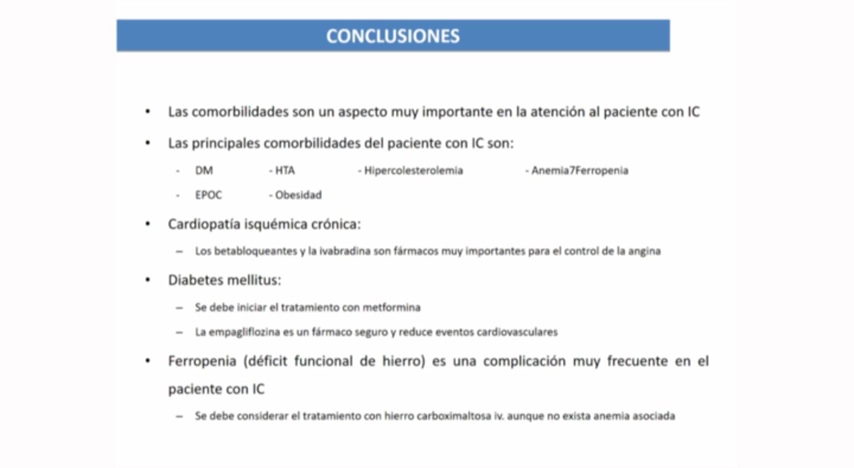 CONCLUSIONES
• Las comorbilidades son un aspecto muy importante en la atención al paciente con IC
• Las principales comorbilidades del paciente con IC son:
- DM - HTA - Hipercolesterolemia - Anemia7Ferropenia
- EPOC - Obesidad
• Cardiopatía isquémica crónica:
– Los betabloqueantes y la ivabradina son fármacos muy importantes para el control de la angina
• Diabetes mellitus:
– Se debe iniciar el tratamiento con metformina
– La empagliflozina es un fármaco seguro y reduce eventos cardiovasculares
• Ferropenia (déficit funcional de hierro) es una complicación muy frecuente en el
paciente con IC
– Se debe considerar el tratamiento con hierro carboximaltosa iv. aunque no exista anemia asociada